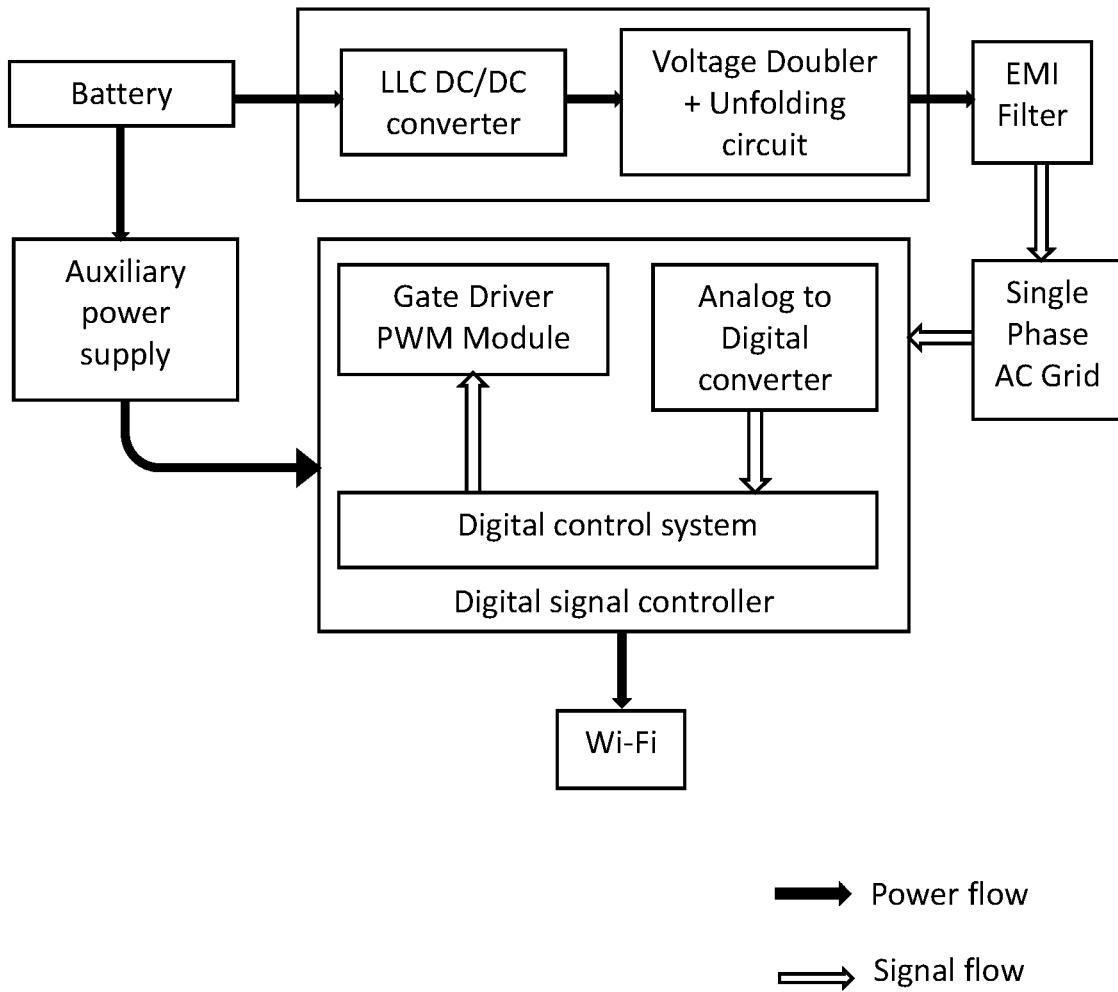 Battery
LLC DC/DC
converter
Voltage Doubler
+ Unfolding
circuit
EMI
Filter
Auxiliary
power
supply
Gate Driver
PWM Module
Analog to
Digital
converter
Single
Phase
AC Grid
Digital control system
Digital signal controller
Wi-Fi
Power flow
Signal flow